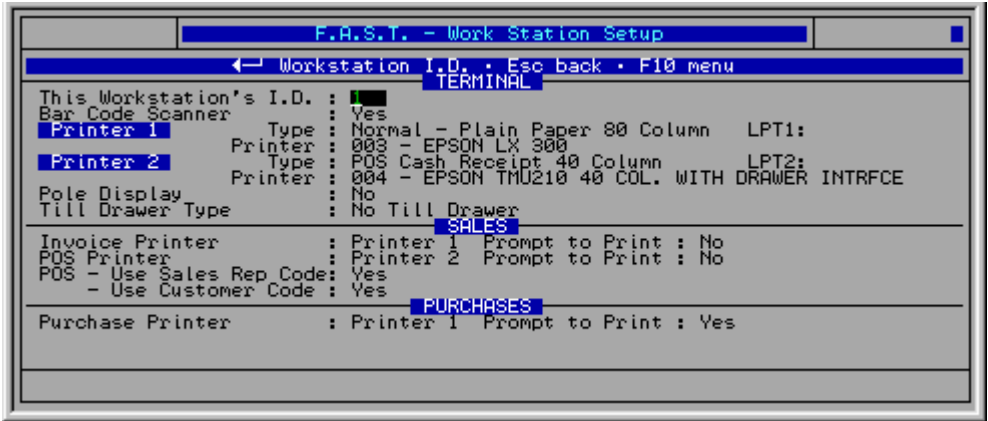 F.A.S.T. - Work Station Setup
◄─┘ Workstation I.D. • Esc back • F10 menu
TERMINAL
This Workstation's I.D. : 1
Bar Code Scanner : Yes
Printer 1 Type : Normal - Plain Paper 80 Column LPT1:
Printer : 003 - EPSON LX 300
Printer 2 Type : POS Cash Receipt 40 Column LPT2:
Printer : 004 - EPSON TMU210 40 COL. WITH DRAWER INTRFCE
Pole Display : No
Till Drawer Type : No Till Drawer
SALES
Invoice Printer : Printer 1 Prompt to Print : No
POS Printer : Printer 2 Prompt to Print : No
POS - Use Sales Rep Code: Yes
- Use Customer Code : Yes
PURCHASES
Purchase Printer : Printer 1 Prompt to Print : Yes